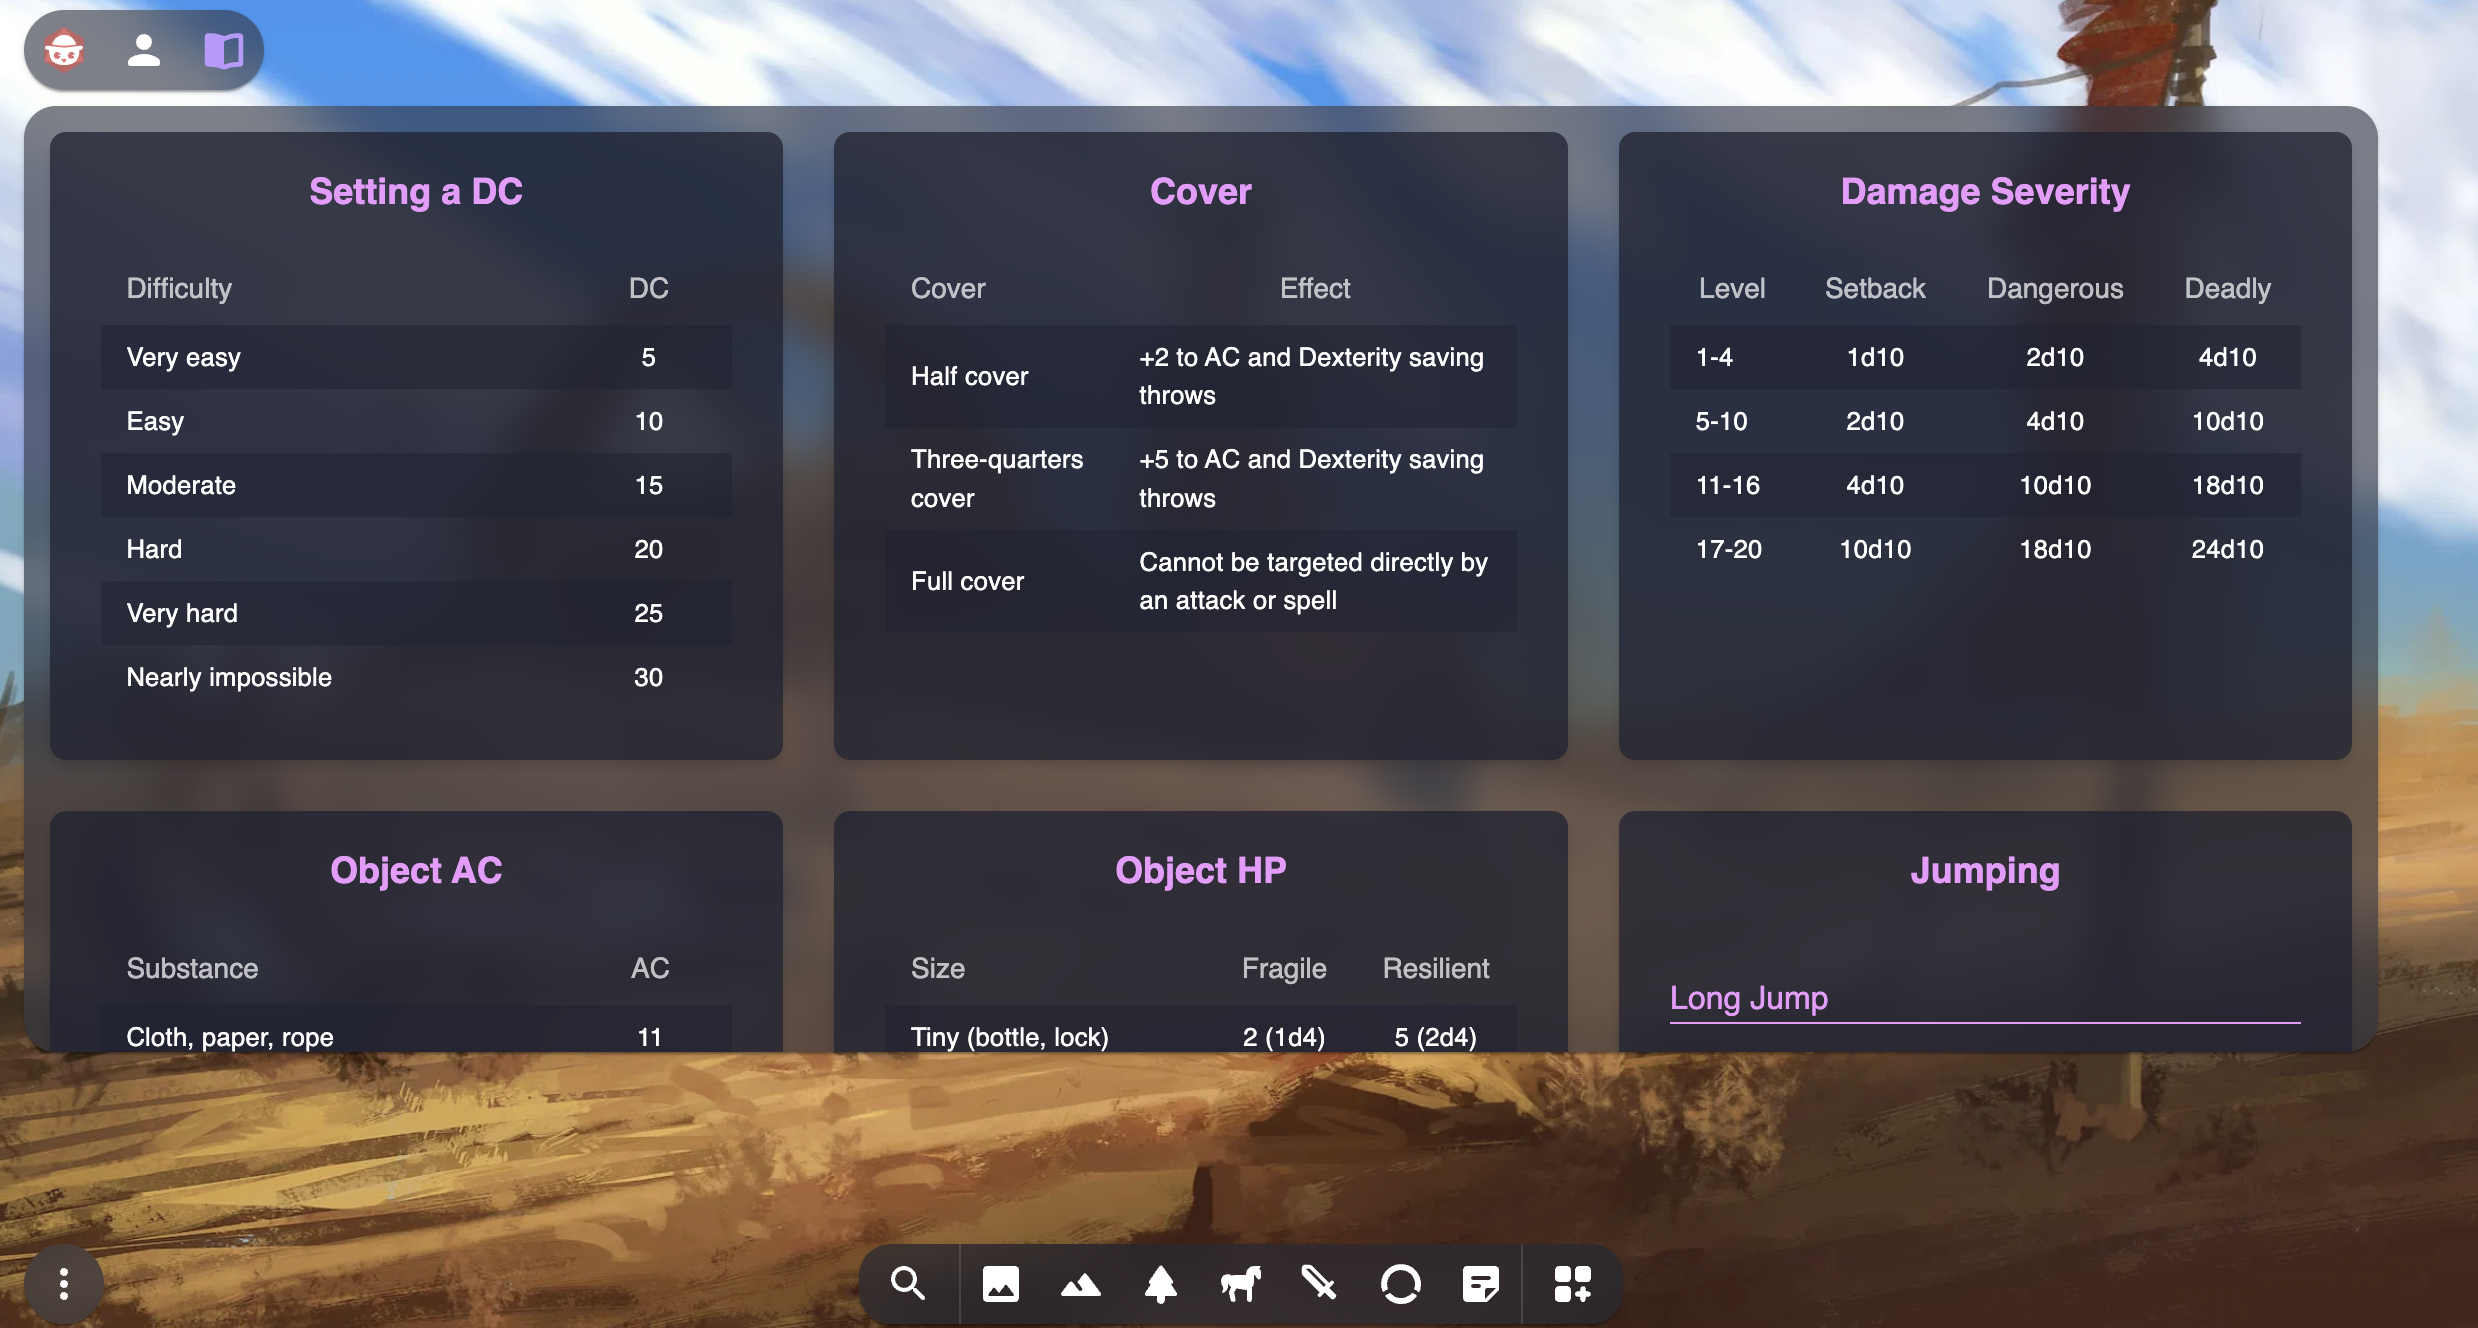 Setting a DC
Difficulty DC
Very easy 5
Easy 10
Moderate 15
Hard 20
Very hard 25
Nearly impossible 30
Cover
Cover Effect
Half cover +2 to AC and Dexterity saving
throws
Three-quarters +5 to AC and Dexterity saving
cover throws
Full cover Cannot be targeted directly by
an attack or spell
Damage Severity
Level Setback Dangerous Deadly
1-4 1d10 2d10 4d10
5-10 2d10 4d10 10d10
11-16 4d10 10d10 18d10
17-20 10d10 18d10 24d10
Object AC
Substance AC
Cloth, paper, rope 11
Object HP
Size Fragile Resilient
Tiny (bottle, lock) 2 (1d4) 5 (2d4)
Jumping
Long Jump